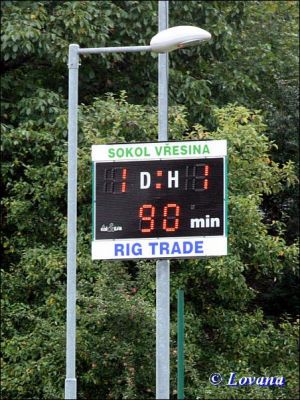 SOKOL VŘESINA
1 D:H 1
90 min
RIG TRADE
© Lovana